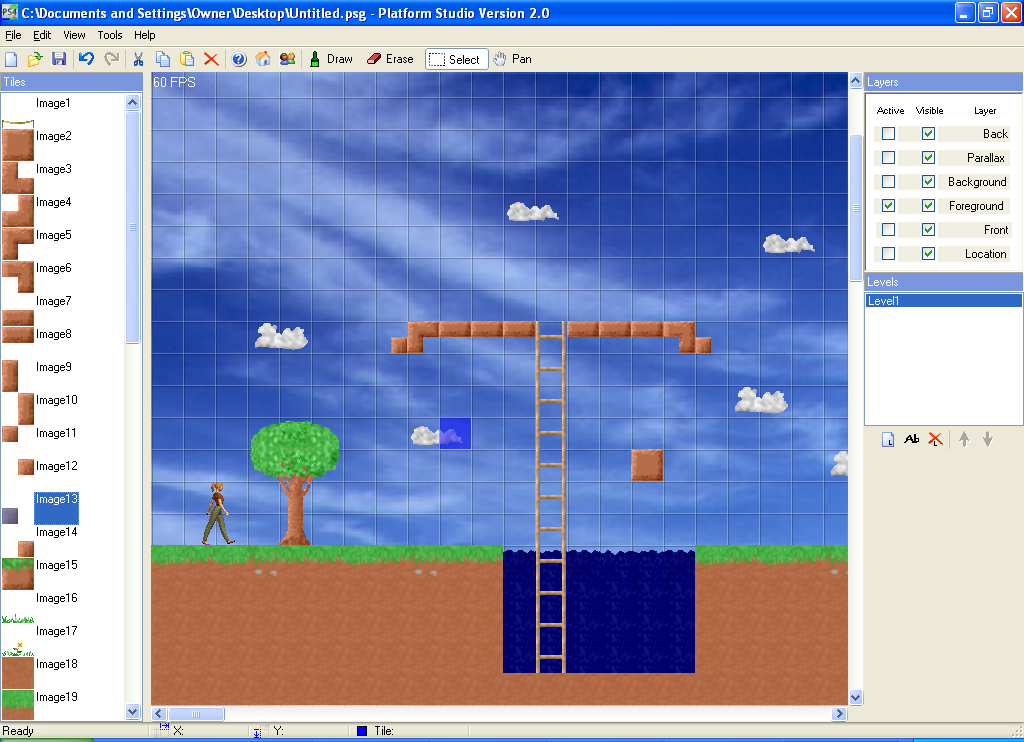 C:\Documents and Settings\Owner\Desktop\Untitled.psg - Platform Studio Version 2.0
File Edit View Tools Help
Draw Erase Select Pan
Tiles
60 FPS
Layers
Image1
Image2
Image3
Image4
Image5
Image6
Image7
Image8
Image9
Image10
Image11
Image12
Image13
Image14
Image15
Image16
Image17
Image18
Image19
Active Visible Layer
Back
Parallax
Background
Foreground
Front
Location
Levels
Level1
Ab
Ready X: Y: Tile: